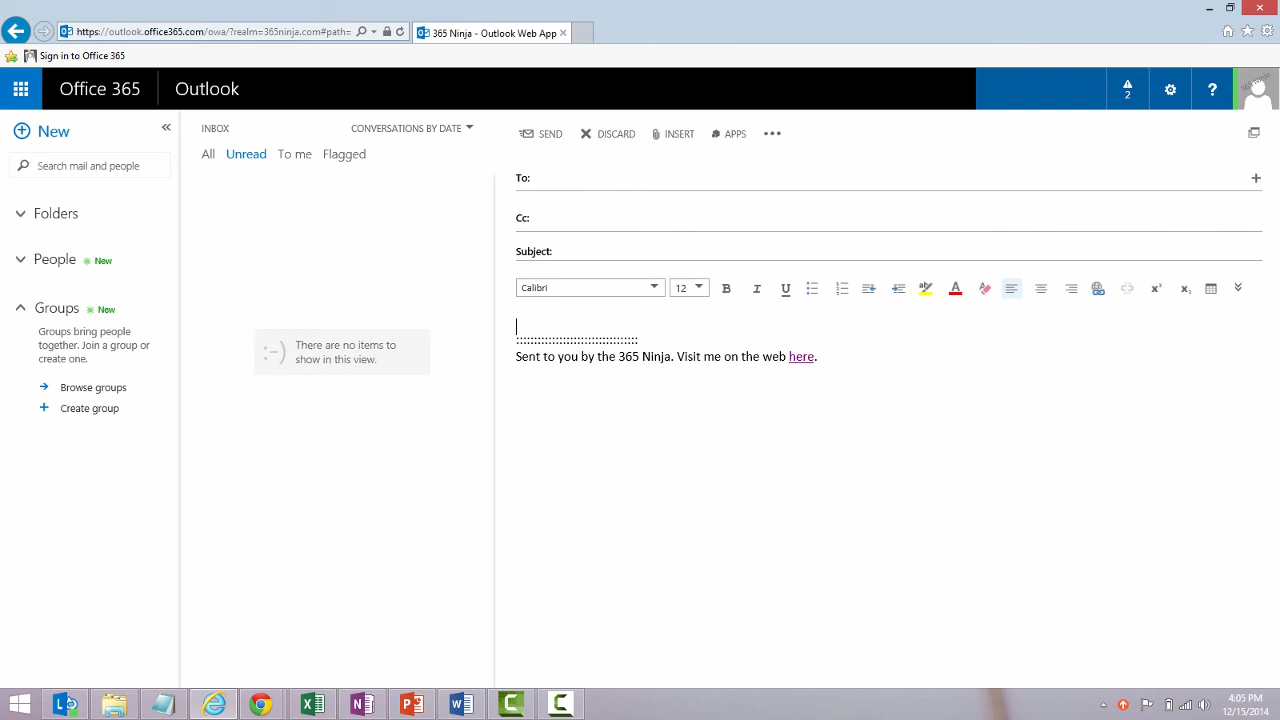 https://outlook.office365.com/owa/?realm=365ninja.com#path=
365 Ninja - Outlook Web App
Sign in to Office 365
Office 365
Outlook
2
New
Search mail and people
Folders
People New
Groups New
Groups bring people
together. Join a group or
create one.
Browse groups
Create group
INBOX
CONVERSATIONS BY DATE
All Unread To me Flagged
:-)
There are no items to
show in this view.
SEND DISCARD INSERT APPS •••
To:
Cc:
Subject:
Calibri 12 B I U
::::::::::::::::::::::::::::::::::
Sent to you by the 365 Ninja. Visit me on the web here.
4:05 PM
12/15/2014